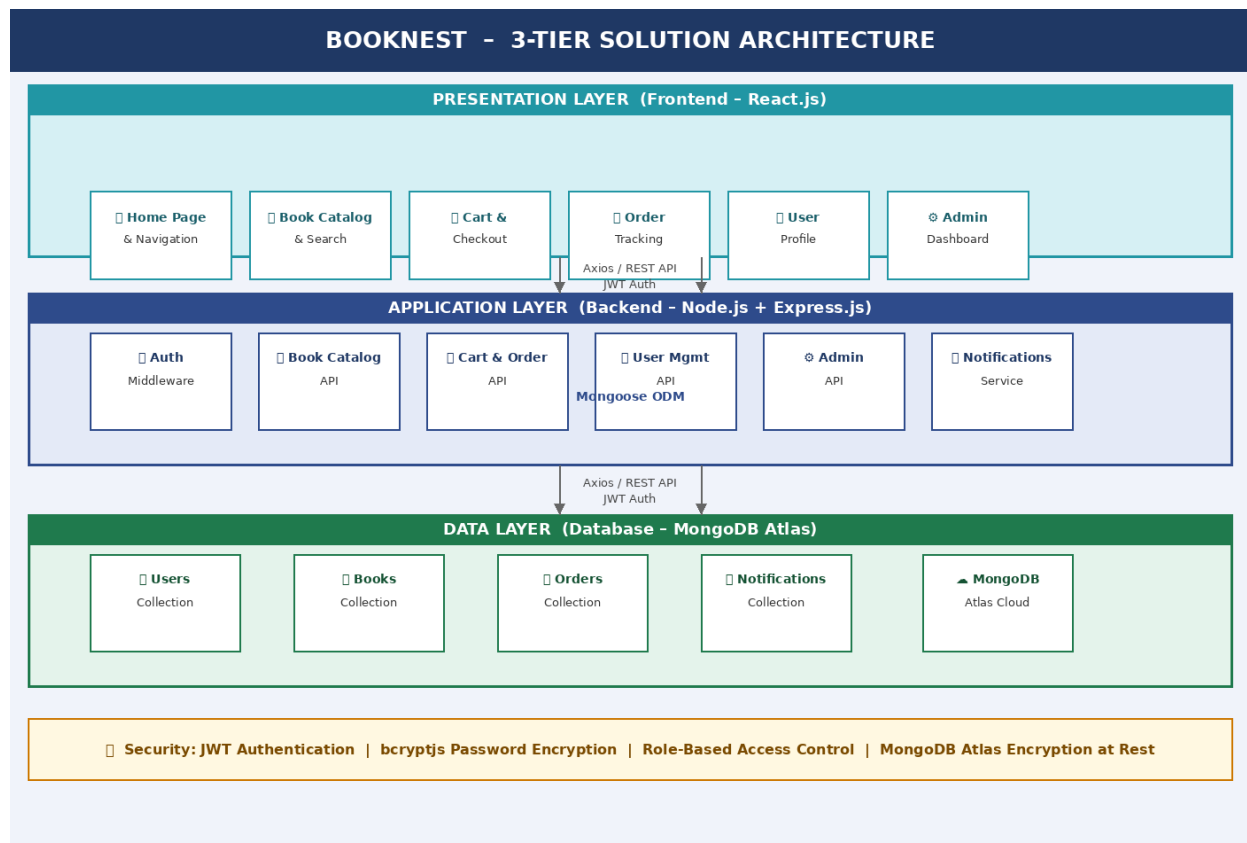 BOOKNEST – 3-TIER SOLUTION ARCHITECTURE
PRESENTATION LAYER (Frontend – React.js)
Home Page
& Navigation
Book Catalog
& Search
Cart &
Checkout
Order
Tracking
User
Profile
⚙ Admin
Dashboard
Axios / REST API
JWT Auth
APPLICATION LAYER (Backend – Node.js + Express.js)
Auth
Middleware
Book Catalog
API
Cart & Order
API
User Mgmt
API
⚙ Admin
API
Notifications
Service
Mongoose ODM
Axios / REST API
JWT Auth
DATA LAYER (Database – MongoDB Atlas)
Users
Collection
Books
Collection
Orders
Collection
Notifications
Collection
☁ MongoDB
Atlas Cloud
Security: JWT Authentication | bcryptjs Password Encryption | Role-Based Access Control | MongoDB Atlas Encryption at Rest